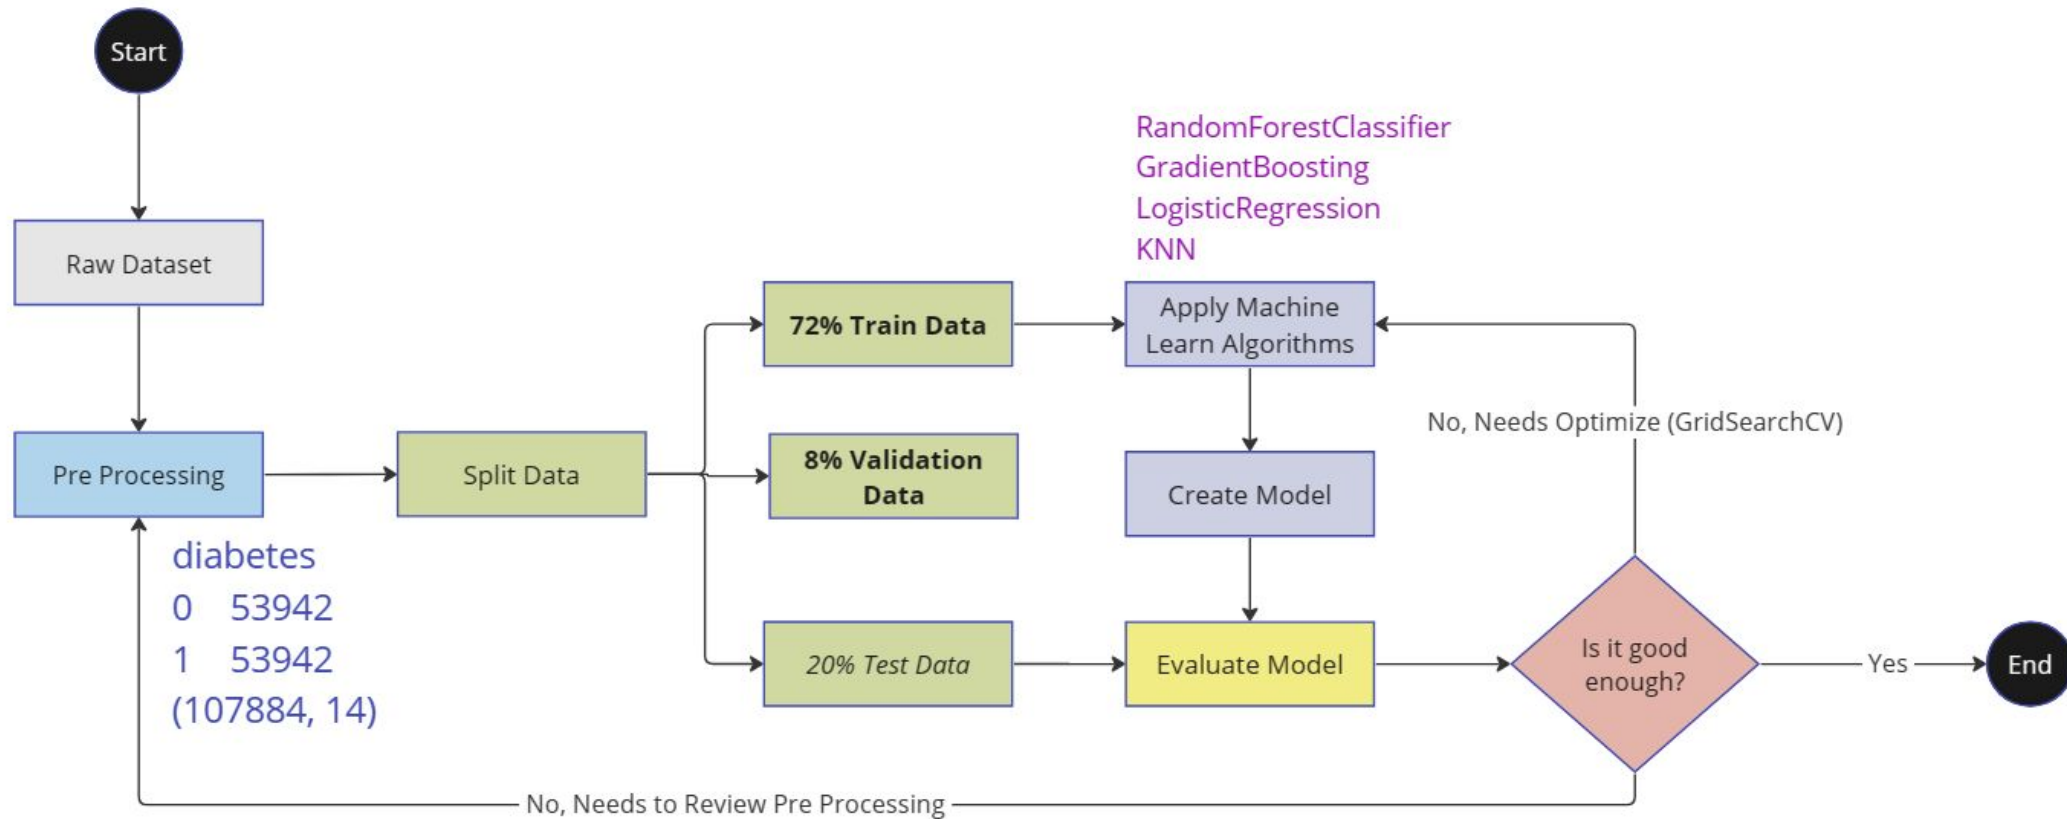 Start
Raw Dataset
Pre Processing
diabetes
0 53942
1 53942
(107884, 14)
Split Data
72% Train Data
8% Validation
Data
20% Test Data
RandomForestClassifier
GradientBoosting
LogisticRegression
KNN
Apply Machine
Learn Algorithms
Create Model
Evaluate Model
No, Needs Optimize (GridSearchCV)
Is it good
enough?
Yes
End
No, Needs to Review Pre Processing